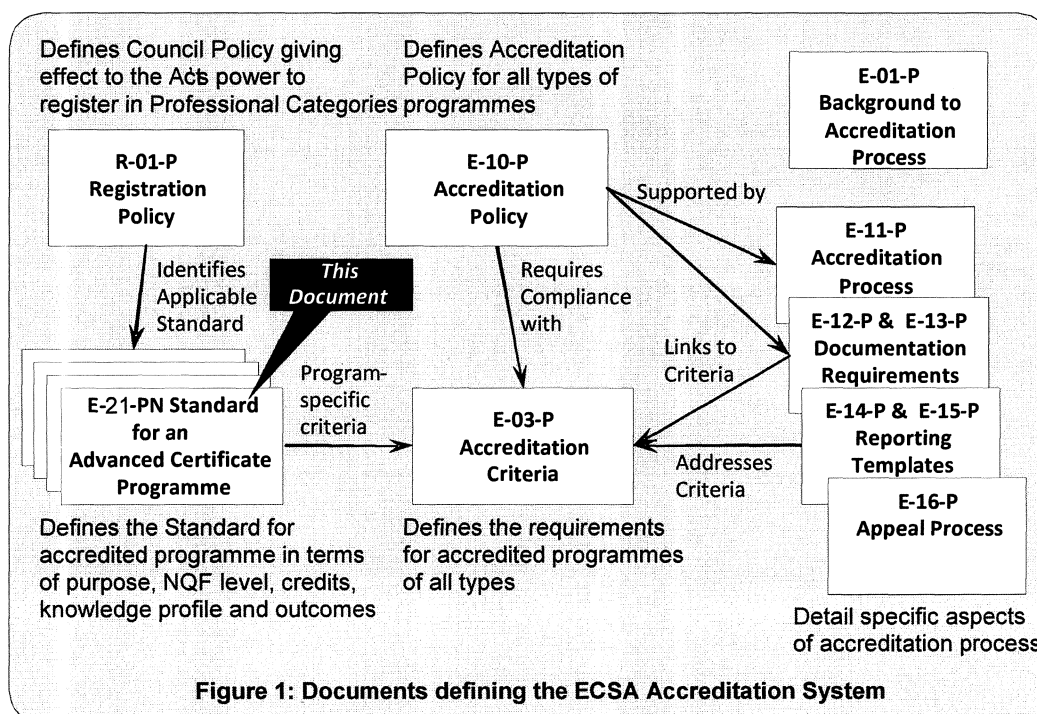 Defines Council Policy giving
effect to the Act's power to
register in Professional Categories
Defines Accreditation
Policy for all types of
programmes
E-01-P
Background to
Accreditation
Process
R-01-P
Registration
Policy
E-10-P
Accreditation
Policy
Supported by
E-11-P
Accreditation
Process
Identifies
Applicable
Standard
This
Document
Requires
Compliance
with
E-12-P & E-13-P
Documentation
Requirements
Links to
Criteria
Program-
specific
criteria
E-21-PN Standard
for an
Advanced Certificate
Programme
E-03-P
Accreditation
Criteria
E-14-P & E-15-P
Reporting
Templates
Addresses
Criteria
E-16-P
Appeal Process
Defines the Standard for
accredited programme in terms
of purpose, NQF level, credits,
knowledge profile and outcomes
Defines the requirements
for accredited programmes
of all types
Detail specific aspects
of accreditation process
Figure 1: Documents defining the ECSA Accreditation System